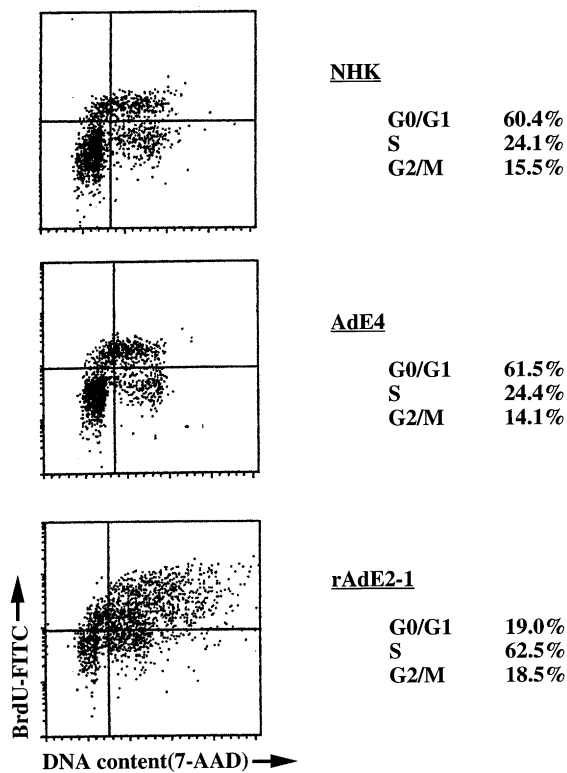 NHK
G0/G1 60.4%
S 24.1%
G2/M 15.5%
AdE4
G0/G1 61.5%
S 24.4%
G2/M 14.1%
rAdE2-1
G0/G1 19.0%
S 62.5%
G2/M 18.5%
BrdU-FITC
DNA content(7-AAD)